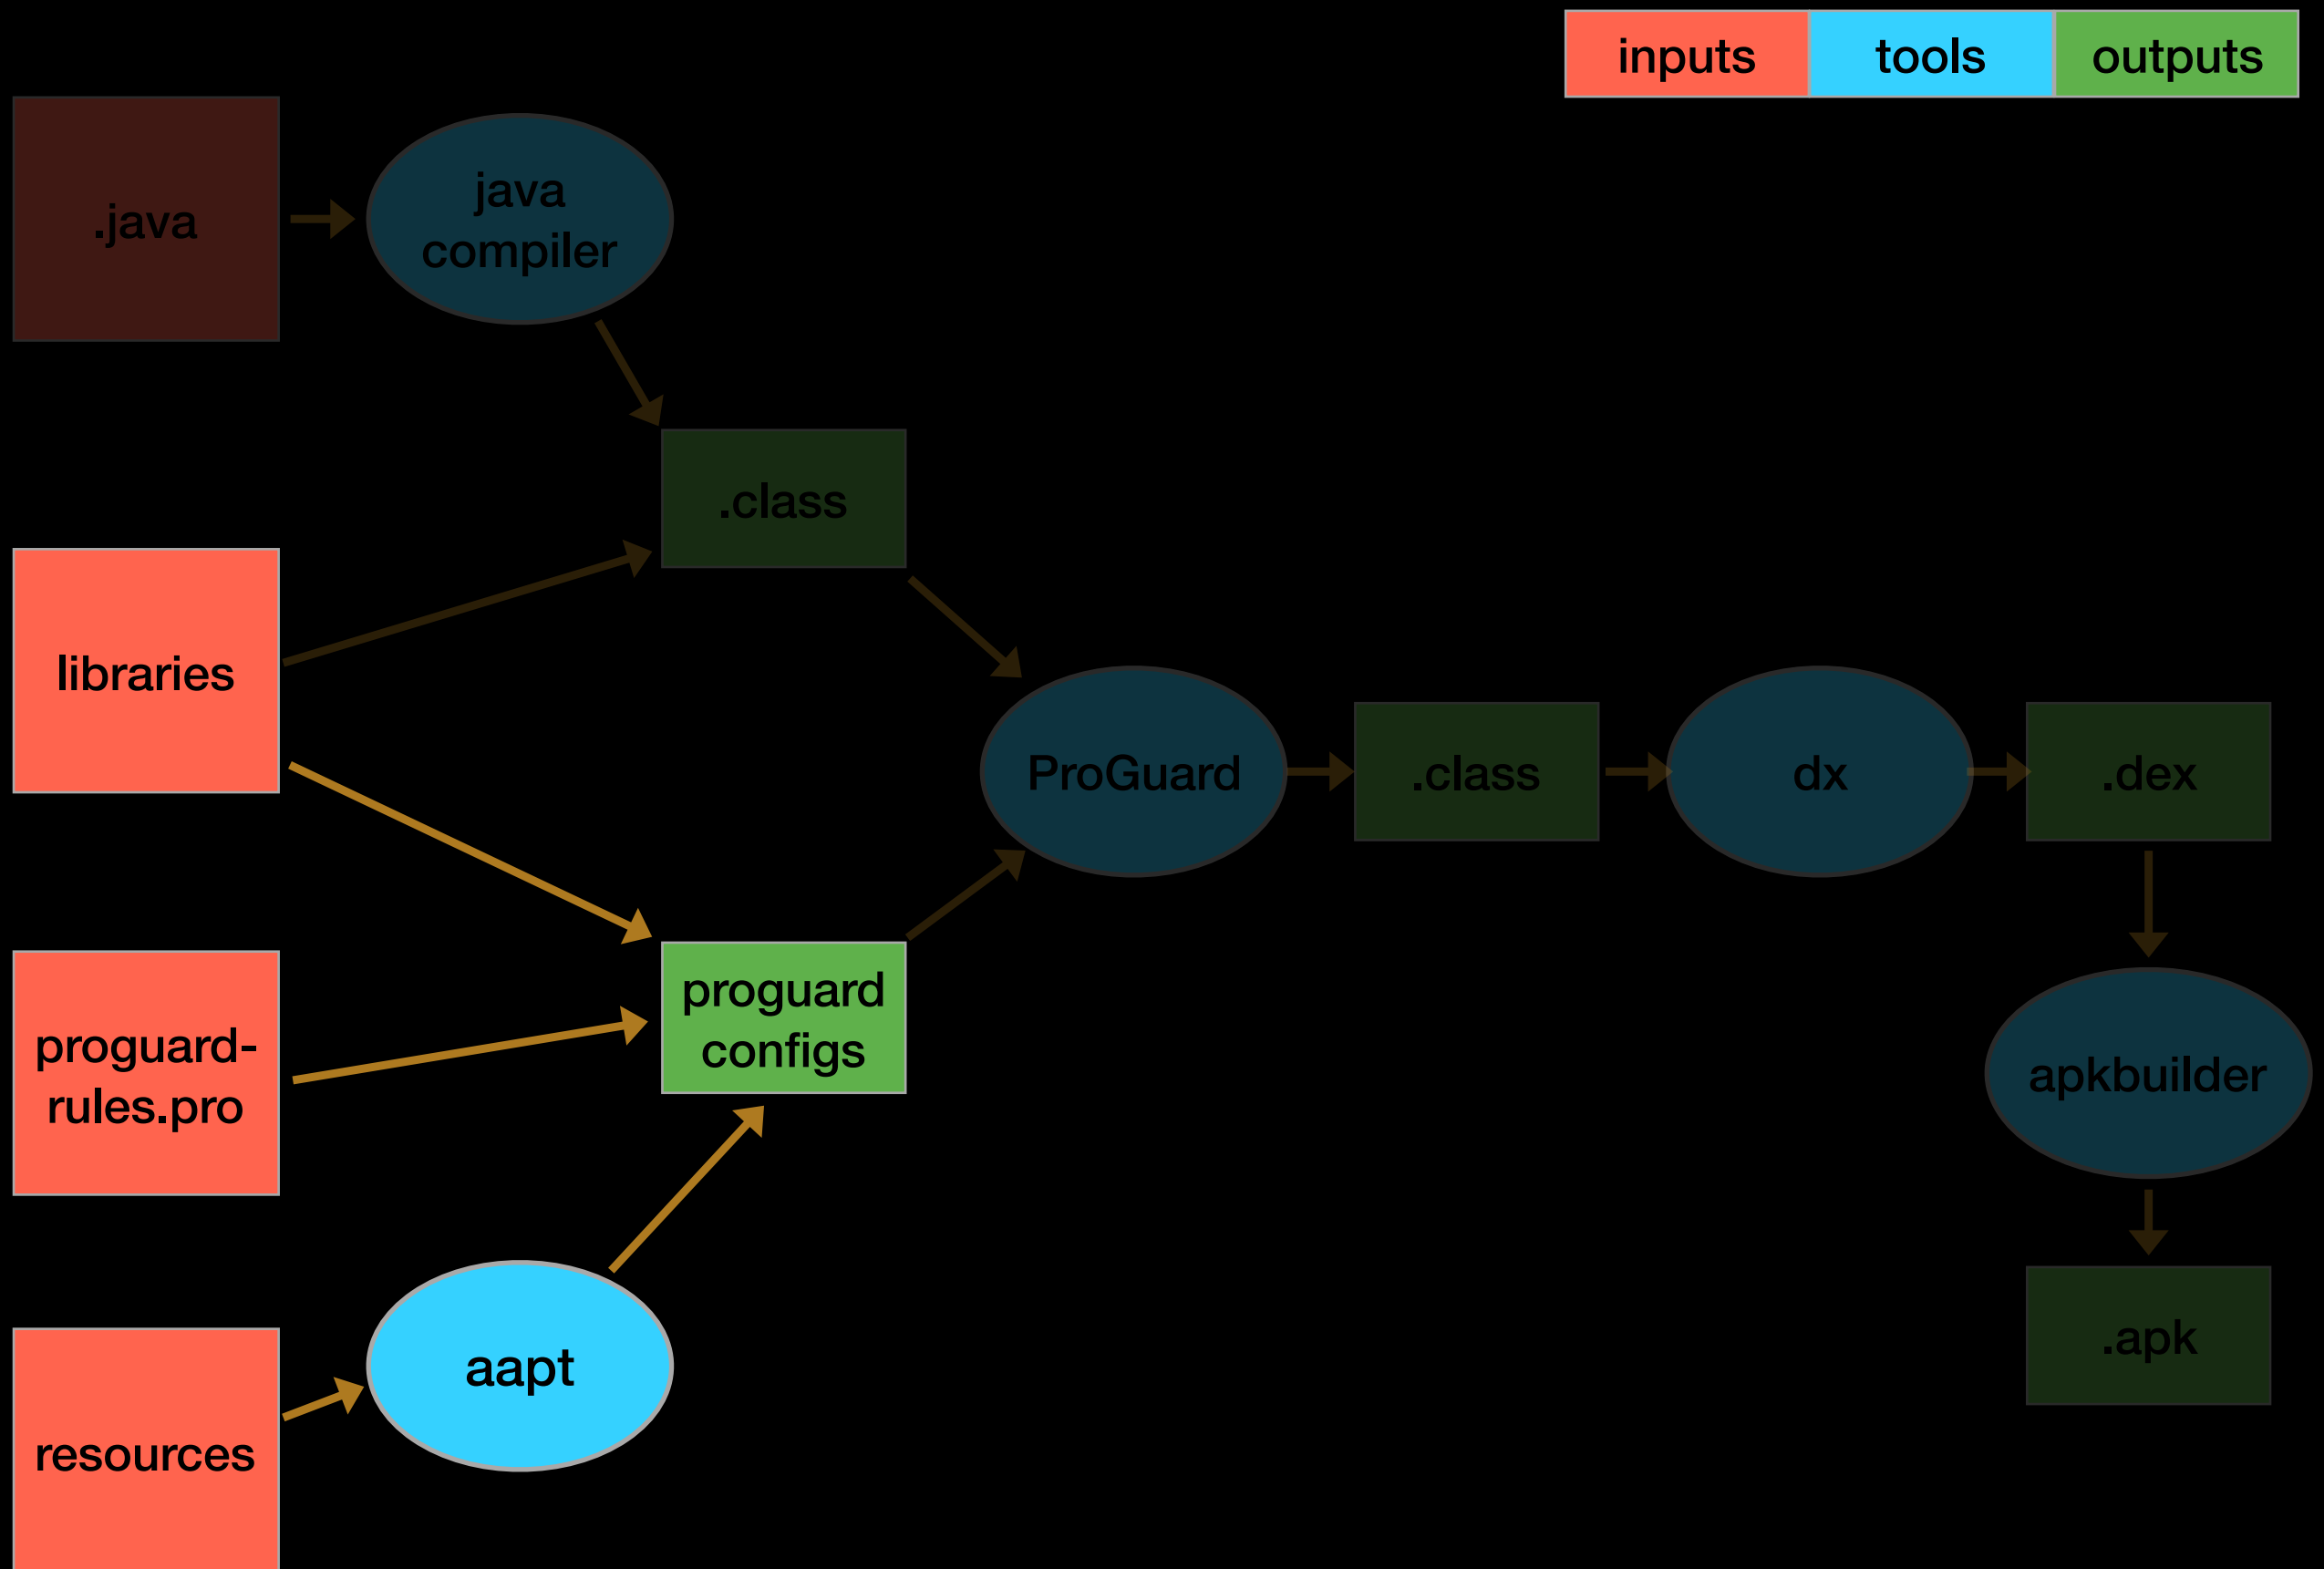 inputs
tools
outputs
.java
java
compiler
.class
libraries
ProGuard
.class
dx
.dex
proguard
configs
proguard-
rules.pro
apkbuilder
aapt
.apk
resources